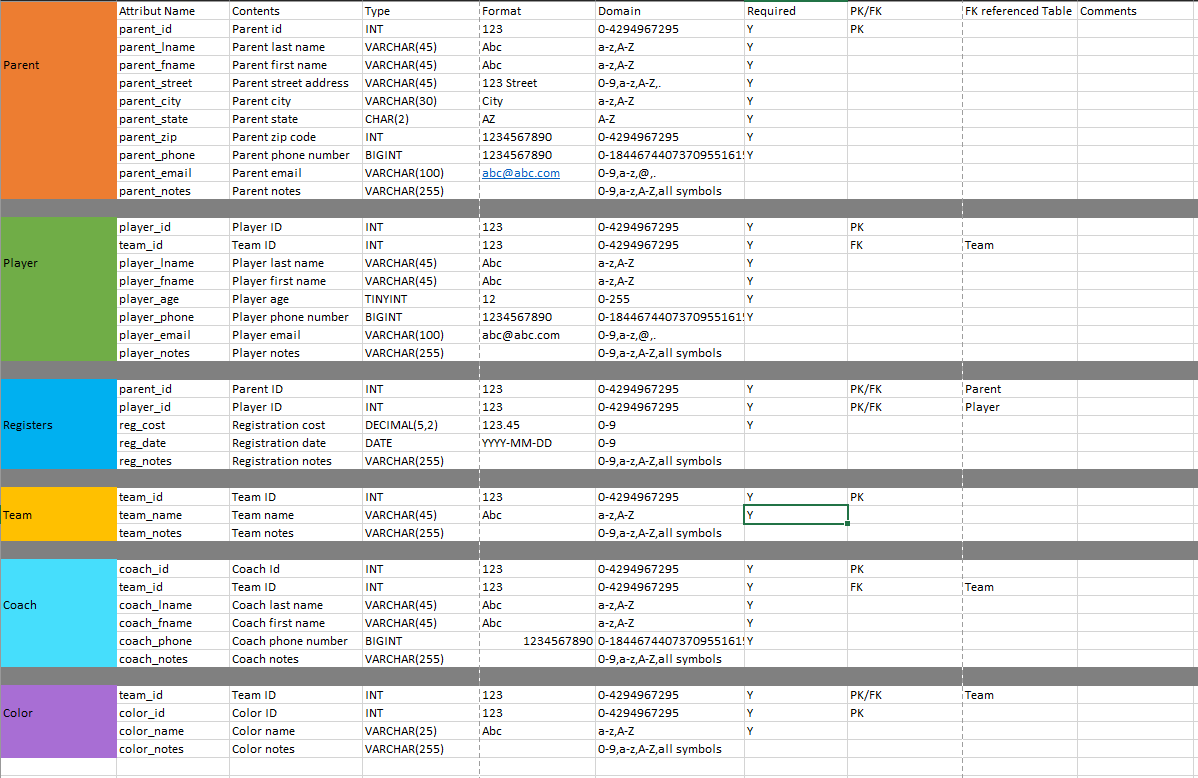 Attribut Name Contents Type Format Domain Required PK/FK FK referenced Table Comments
parent_id Parent id INT 123 0-4294967295 Y PK
parent_lname Parent last name VARCHAR(45) Abc a-z,A-Z Y
Parent parent_fname Parent first name VARCHAR(45) Abc a-z,A-Z Y
parent_street Parent street address VARCHAR(45) 123 Street 0-9,a-z,A-Z,. Y
parent_city Parent city VARCHAR(30) City a-z,A-Z Y
parent_state Parent state CHAR(2) AZ A-Z Y
parent_zip Parent zip code INT 1234567890 0-4294967295 Y
parent_phone Parent phone number BIGINT 1234567890 0-1844674407370955161 Y
parent_email Parent email VARCHAR(100) abc@abc.com 0-9,a-z,@,.
parent_notes Parent notes VARCHAR(255) 0-9,a-z,A-Z,all symbols
player_id Player ID INT 123 0-4294967295 Y PK
team_id Team ID INT 123 0-4294967295 Y FK Team
Player player_lname Player last name VARCHAR(45) Abc a-z,A-Z Y
player_fname Player first name VARCHAR(45) Abc a-z,A-Z Y
player_age Player age TINYINT 12 0-255 Y
player_phone Player phone number BIGINT 1234567890 0-1844674407370955161 Y
player_email Player email VARCHAR(100) abc@abc.com 0-9,a-z,@,.
player_notes Player notes VARCHAR(255) 0-9,a-z,A-Z,all symbols
parent_id Parent ID INT 123 0-4294967295 Y PK/FK Parent
player_id Player ID INT 123 0-4294967295 Y PK/FK Player
Registers reg_cost Registration cost DECIMAL(5,2) 123.45 0-9 Y
reg_date Registration date DATE YYYY-MM-DD 0-9
reg_notes Registration notes VARCHAR(255) 0-9,a-z,A-Z,all symbols
team_id Team ID INT 123 0-4294967295 Y PK
Team team_name Team name VARCHAR(45) Abc a-z,A-Z Y
team_notes Team notes VARCHAR(255) 0-9,a-z,A-Z,all symbols
coach_id Coach Id INT 123 0-4294967295 Y PK
team_id Team ID INT 123 0-4294967295 Y FK Team
Coach coach_lname Coach last name VARCHAR(45) Abc a-z,A-Z Y
coach_fname Coach first name VARCHAR(45) Abc a-z,A-Z Y
coach_phone Coach phone number BIGINT 1234567890 0-1844674407370955161 Y
coach_notes Coach notes VARCHAR(255) 0-9,a-z,A-Z,all symbols
team_id Team ID INT 123 0-4294967295 Y PK/FK Team
Color color_id Color ID INT 123 0-4294967295 Y PK
color_name Color name VARCHAR(25) Abc a-z,A-Z Y
color_notes Color notes VARCHAR(255) 0-9,a-z,A-Z,all symbols